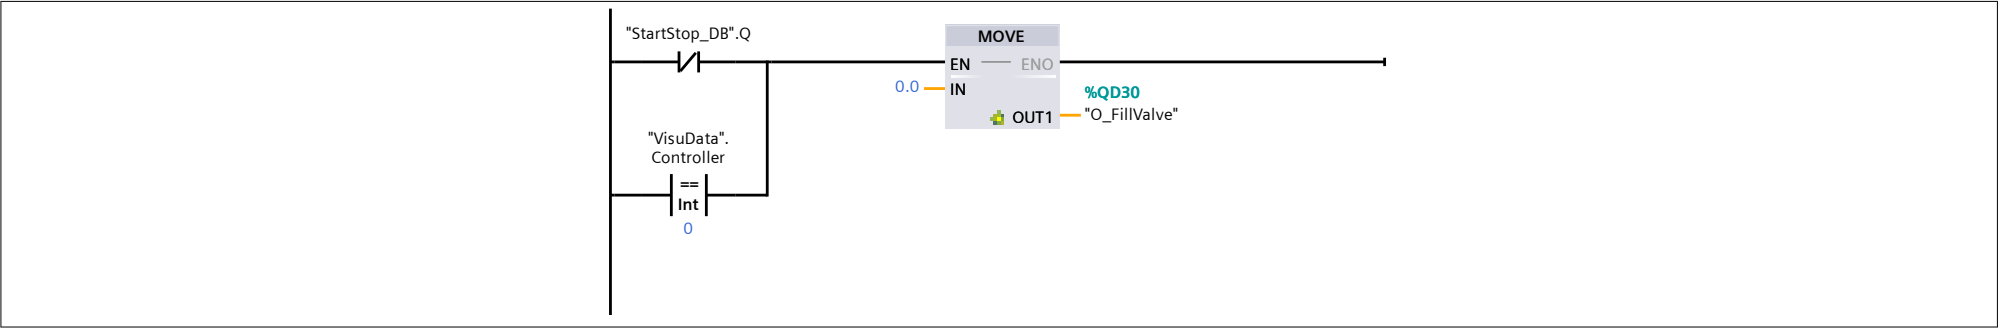 "StartStop_DB".Q
MOVE
EN
ENO
0.0
IN
%QD30
OUT1
"O_FillValve"
"VisuData".
Controller
==
Int
0